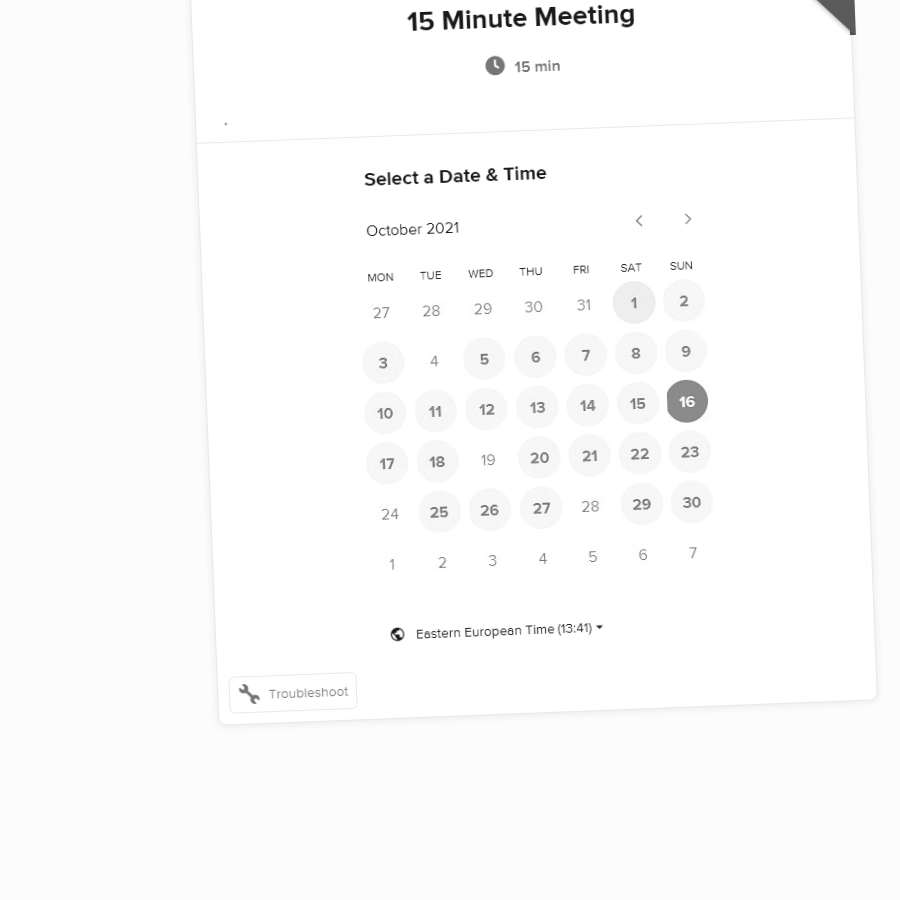 15 Minute Meeting
15 min
.
Select a Date & Time
October 2021
MON TUE WED THU FRI SAT SUN
27 28 29 30 31 1 2
3 4 5 6 7 8 9
10 11 12 13 14 15 16
17 18 19 20 21 22 23
24 25 26 27 28 29 30
1 2 3 4 5 6 7
Eastern European Time (13:41)
Troubleshoot